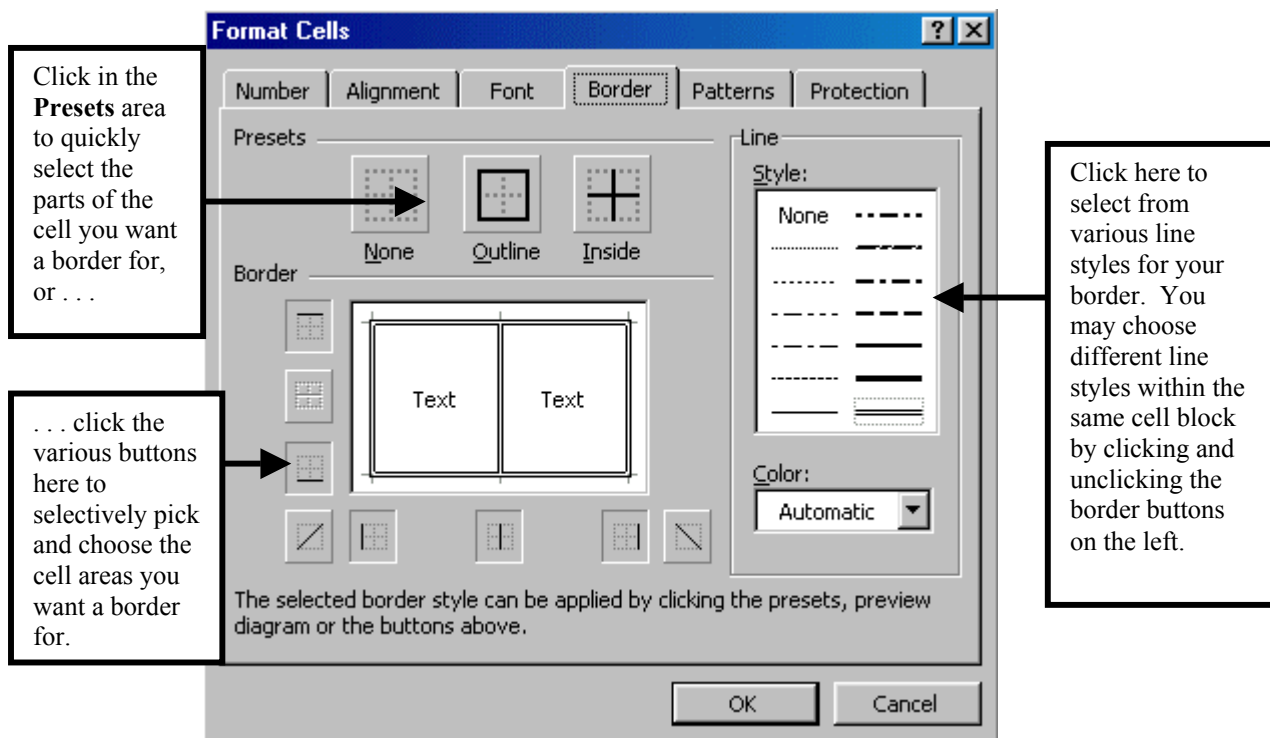 Format Cells
Click in the
Presets area
to quickly
select the
parts of the
cell you want
a border for,
or . . .
. . . click the
various buttons
here to
selectively pick
and choose the
cell areas you
want a border
for.
Number Alignment Font Border Patterns Protection
Presets
None Outline Inside
Border
Text Text
Line
Style:
None
Color:
Automatic
The selected border style can be applied by clicking the presets, preview
diagram or the buttons above.
OK Cancel
Click here to
select from
various line
styles for your
border. You
may choose
different line
styles within the
same cell block
by clicking and
unclicking the
border buttons
on the left.